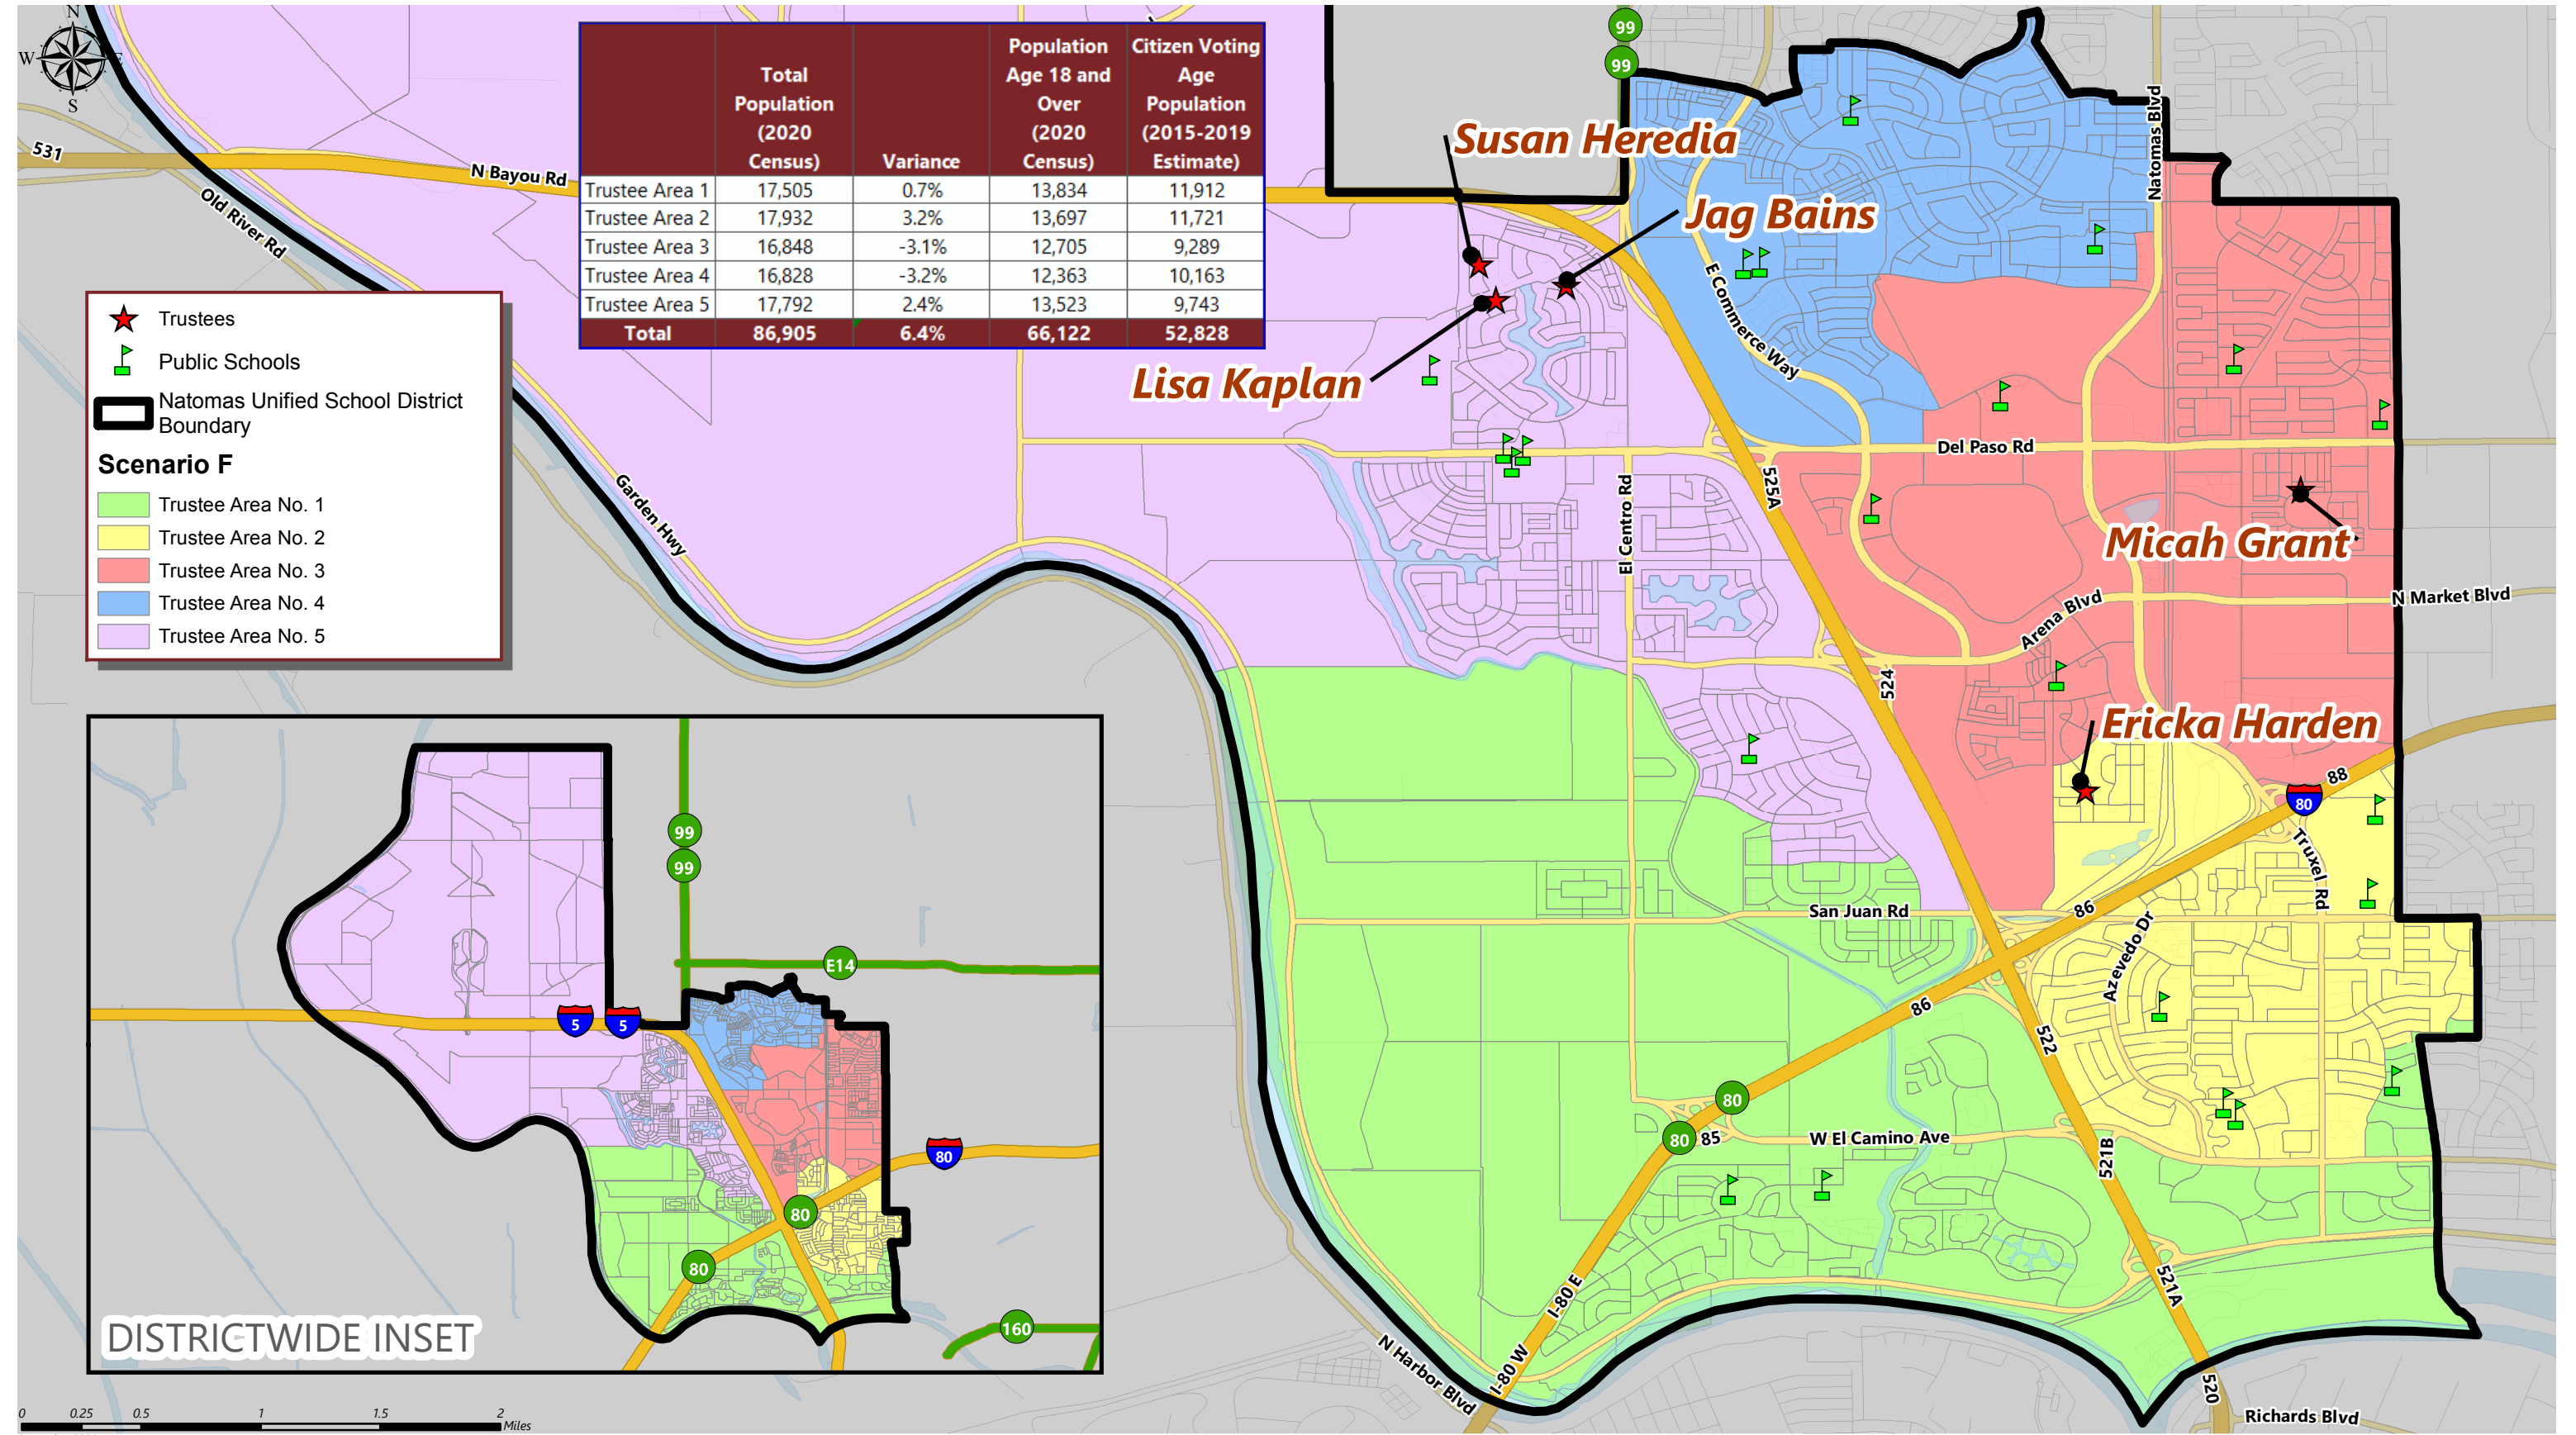 N
W
E
S
Total Population (2020 Census)
Variance
Population Age 18 and Over (2020 Census)
Citizen Voting Age Population (2015-2019 Estimate)
Trustee Area 1 17,505 0.7% 13,834 11,912
Trustee Area 2 17,932 3.2% 13,697 11,721
Trustee Area 3 16,848 -3.1% 12,705 9,289
Trustee Area 4 16,828 -3.2% 12,363 10,163
Trustee Area 5 17,792 2.4% 13,523 9,743
Total 86,905 6.4% 66,122 52,828
99
99
531
N Bayou Rd
Old River Rd
Natomas Blvd
Susan Heredia
Jag Bains
E Commerce Way
Lisa Kaplan
Trustees
Public Schools
Natomas Unified School District
Boundary
Scenario F
Trustee Area No. 1
Trustee Area No. 2
Trustee Area No. 3
Trustee Area No. 4
Trustee Area No. 5
Garden Hwy
Del Paso Rd
525A
El Centro Rd
Micah Grant
N Market Blvd
Arena Blvd
524
Ericka Harden
88
80
Truxel Rd
San Juan Rd
86
Azevedo Dr
86
522
80
80
85
W El Camino Ave
521B
521A
I-80 E
I-80 W
N Harbor Blvd
520
Richards Blvd
99
99
E14
5
5
80
80
80
160
DISTRICTWIDE INSET
0 0.25 0.5 1 1.5 2
Miles